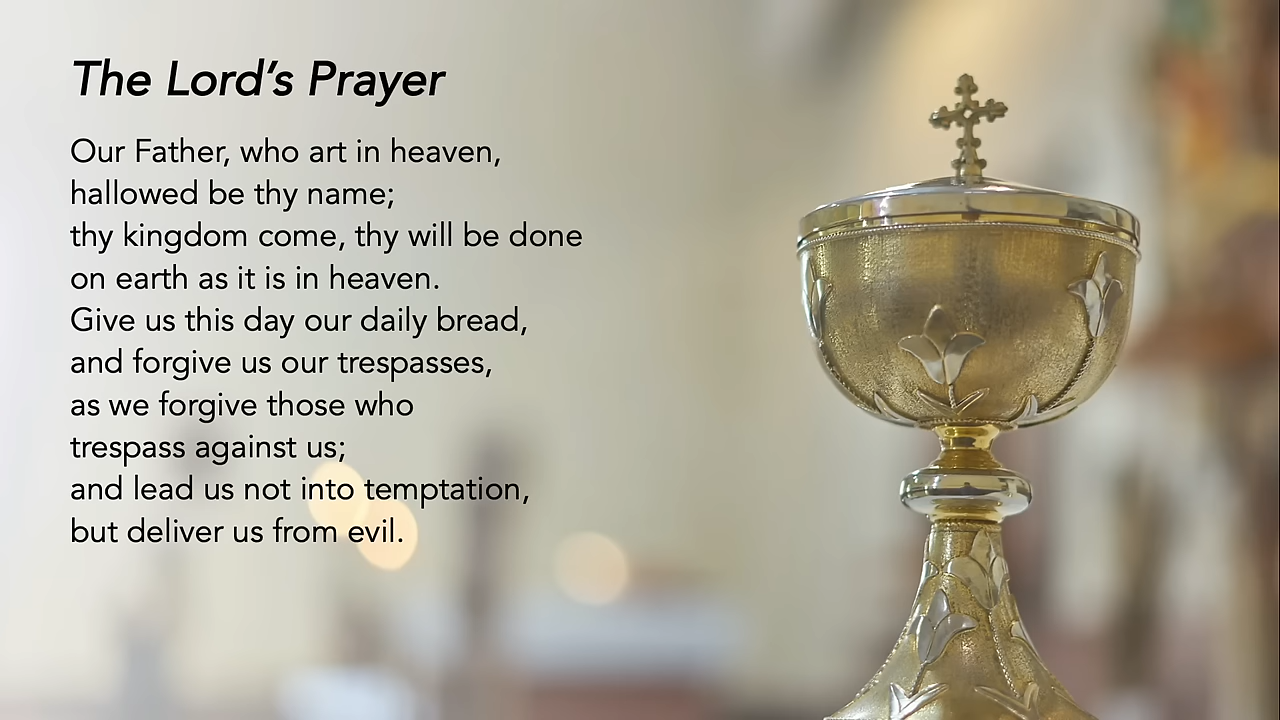 The Lord’s Prayer
Our Father, who art in heaven,
hallowed be thy name;
thy kingdom come, thy will be done
on earth as it is in heaven.
Give us this day our daily bread,
and forgive us our trespasses,
as we forgive those who
trespass against us;
and lead us not into temptation,
but deliver us from evil.